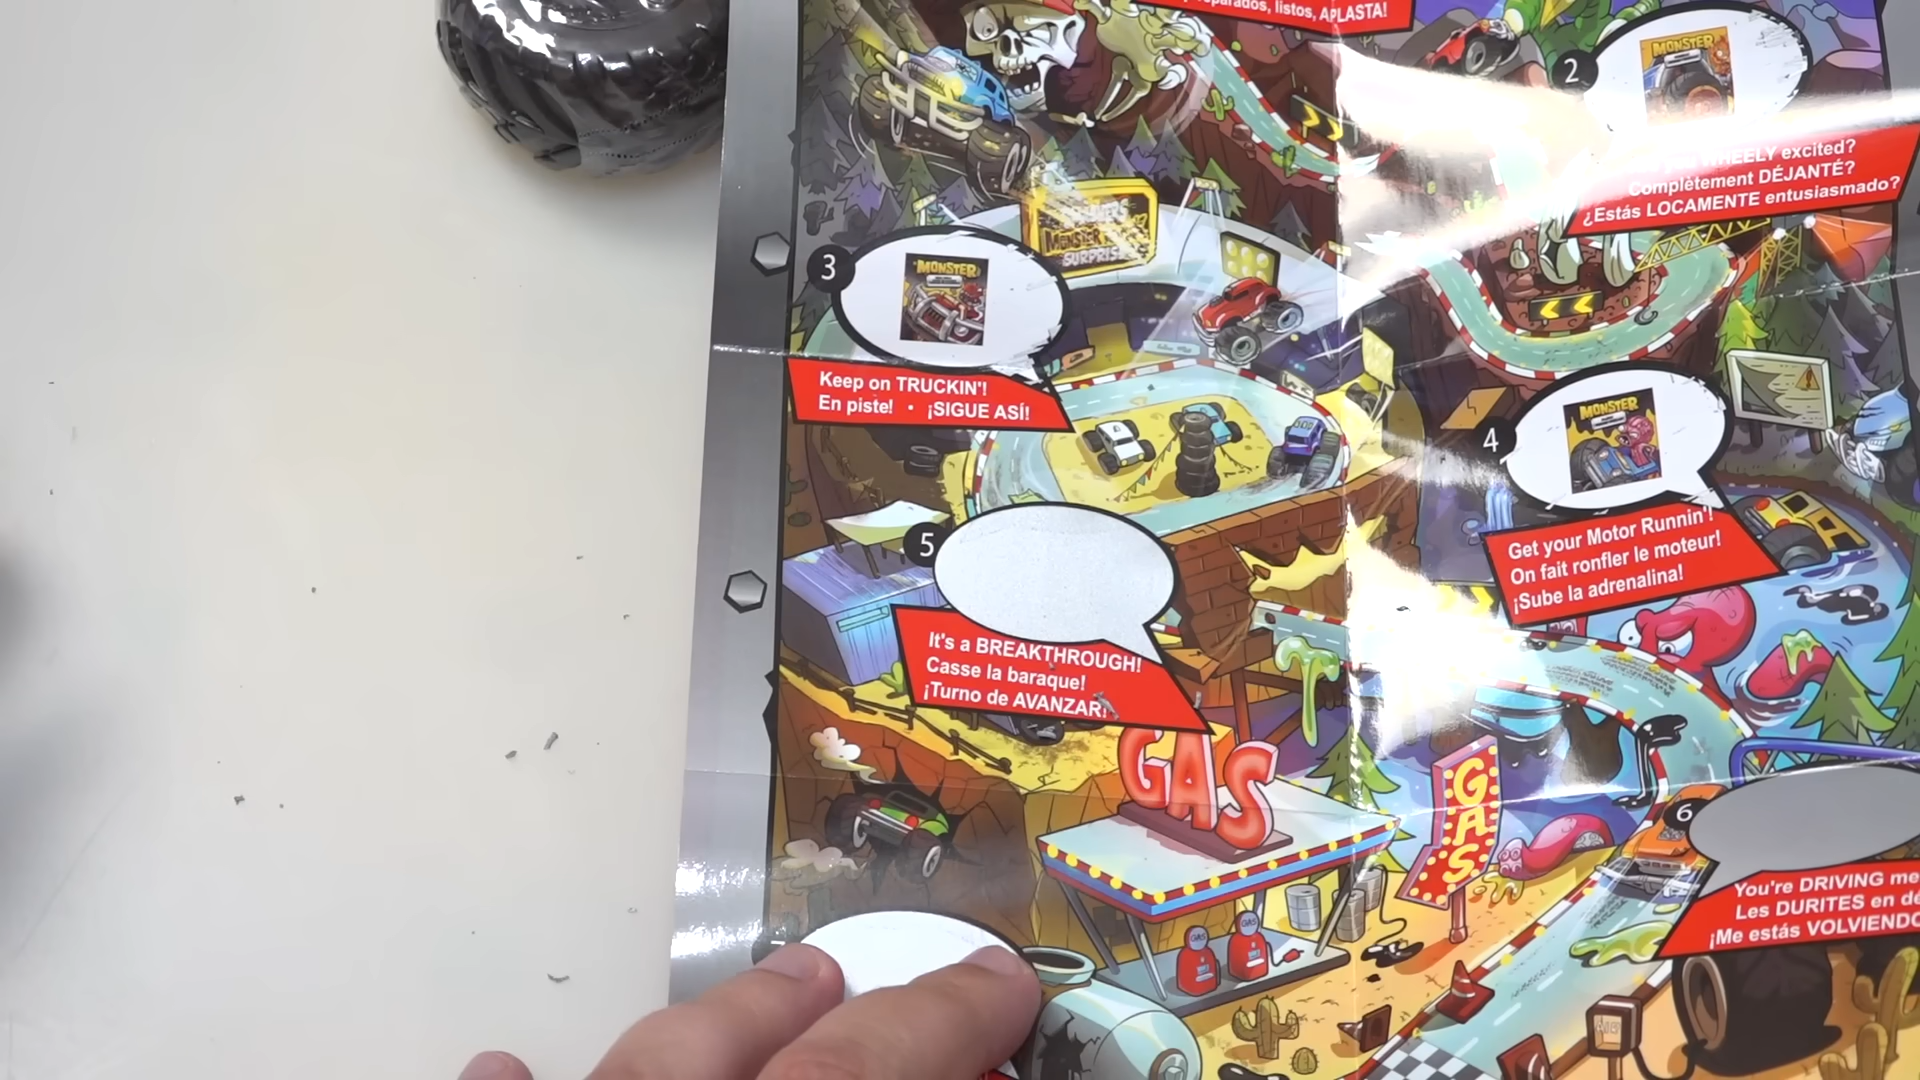 preparados, listos, ¡APLASTA!
2
MONSTER
WHEELY excited?
Complètement DÉJANTÉ?
¿Estás LOCAMENTE entusiasmado?
MONSTER
SURPRISE
3
MONSTER
Keep on TRUCKIN'!
En piste! • ¡SIGUE ASÍ!
4
MONSTER
Get your Motor Runnin'!
On fait ronfler le moteur!
¡Sube la adrenalina!
5
It's a BREAKTHROUGH!
Casse la baraque!
¡Turno de AVANZAR!
GAS
GAS
6
You're DRIVING me
Les DURITES en
¡Me estás VOLVIENDO
GAS
GAS
7
AIR